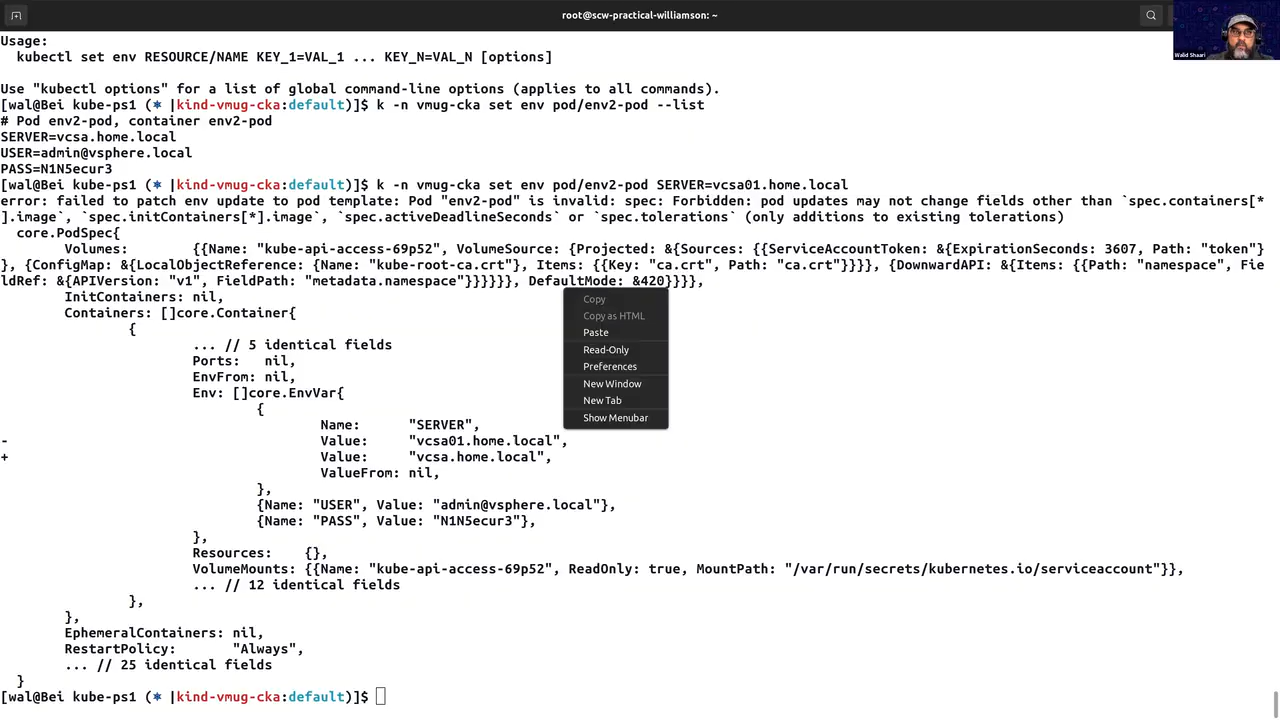 root@scw-practical-williamson: ~
Walid Shaari
Usage:
  kubectl set env RESOURCE/NAME KEY_1=VAL_1 ... KEY_N=VAL_N [options]

Use "kubectl options" for a list of global command-line options (applies to all commands).
[wal@Bei kube-ps1 (⎈ |kind-vmug-cka:default)]$ k -n vmug-cka set env pod/env2-pod --list
# Pod env2-pod, container env2-pod
SERVER=vcsa.home.local
USER=admin@vsphere.local
PASS=N1N5ecur3
[wal@Bei kube-ps1 (⎈ |kind-vmug-cka:default)]$ k -n vmug-cka set env pod/env2-pod SERVER=vcsa01.home.local
error: failed to patch env update to pod template: Pod "env2-pod" is invalid: spec: Forbidden: pod updates may not change fields other than `spec.containers[*
].image`, `spec.initContainers[*].image`, `spec.activeDeadlineSeconds` or `spec.tolerations` (only additions to existing tolerations)
  core.PodSpec{
        Volumes:        {{Name: "kube-api-access-69p52", VolumeSource: {Projected: &{Sources: {{ServiceAccountToken: &{ExpirationSeconds: 3607, Path: "token"}
}, {ConfigMap: &{LocalObjectReference: {Name: "kube-root-ca.crt"}, Items: {{Key: "ca.crt", Path: "ca.crt"}}}}, {DownwardAPI: &{Items: {{Path: "namespace", Fie
ldRef: &{APIVersion: "v1", FieldPath: "metadata.namespace"}}}}}}, DefaultMode: &420}}}},
        InitContainers: nil,
        Containers: []core.Container{
                {
                        ... // 5 identical fields
                        Ports:   nil,
                        EnvFrom: nil,
                        Env: []core.EnvVar{
                                {
                                        Name:      "SERVER",
-                                       Value:     "vcsa01.home.local",
+                                       Value:     "vcsa.home.local",
                                        ValueFrom: nil,
                                },
                                {Name: "USER", Value: "admin@vsphere.local"},
                                {Name: "PASS", Value: "N1N5ecur3"},
                        },
                        Resources:    {},
                        VolumeMounts: {{Name: "kube-api-access-69p52", ReadOnly: true, MountPath: "/var/run/secrets/kubernetes.io/serviceaccount"}},
                        ... // 12 identical fields
                },
        },
        EphemeralContainers: nil,
        RestartPolicy:       "Always",
        ... // 25 identical fields
  }
[wal@Bei kube-ps1 (⎈ |kind-vmug-cka:default)]$
Copy
Copy as HTML
Paste
Read-Only
Preferences
New Window
New Tab
Show Menubar